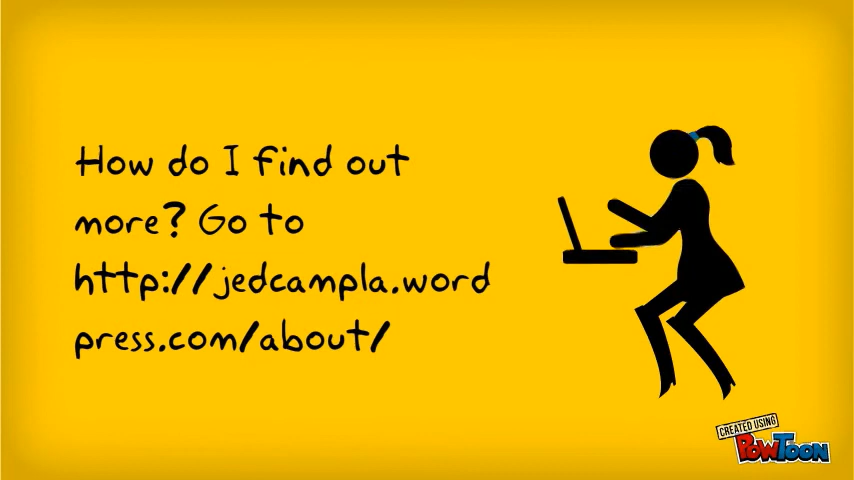 How do I find out
more? Go to
http://jedcampla.word
press.com/about/
CREATED USING
POWTOON